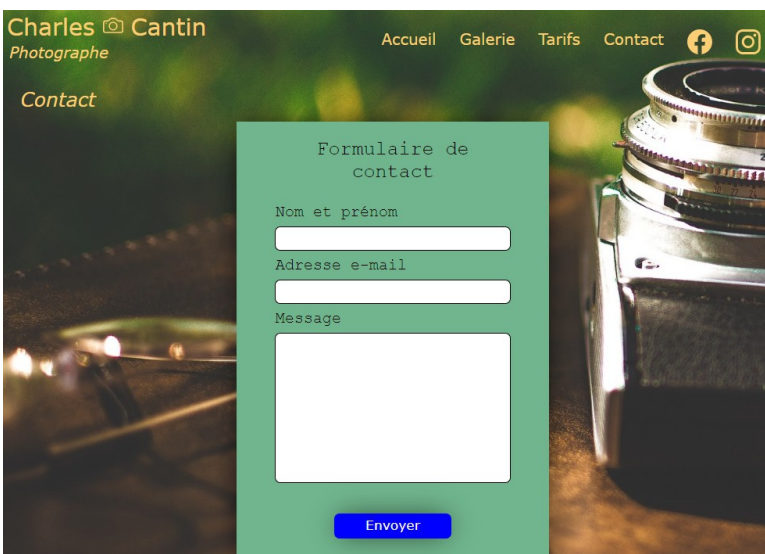 Charles Cantin
Photographe
Accueil Galerie Tarifs Contact
Contact
Formulaire de
contact
Nom et prénom
Adresse e-mail
Message
Envoyer